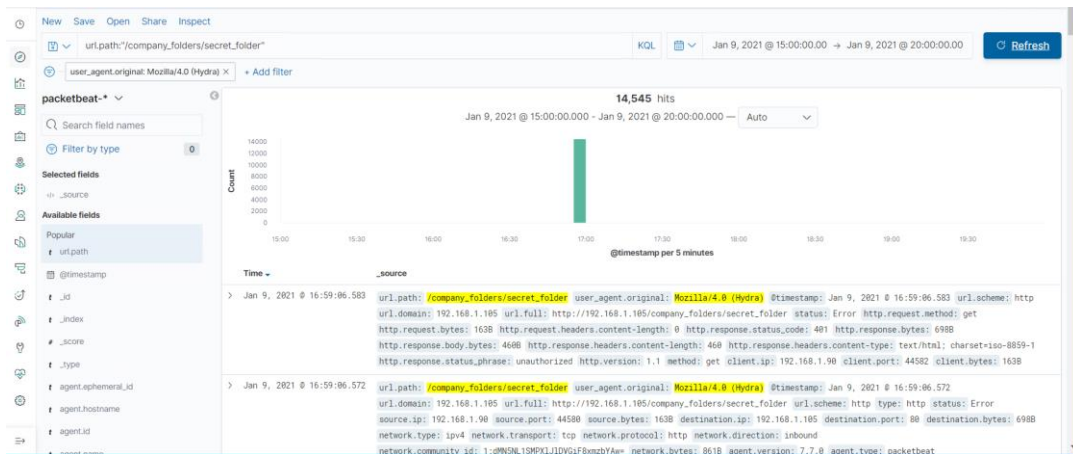 New Save Open Share Inspect
url.path:"/company_folders/secret_folder"
KQL
Jan 9, 2021 @ 15:00:00.00 → Jan 9, 2021 @ 20:00:00.00
Refresh
user_agent.original: Mozilla/4.0 (Hydra) ×
+ Add filter
packetbeat-*
Search field names
Filter by type 0
Selected fields
_source
Available fields
Popular
t url.path
@timestamp
t _id
t _index
# _score
t _type
t agent.ephemeral_id
t agent.hostname
t agent.id
14,545 hits
Jan 9, 2021 @ 15:00:00.000 - Jan 9, 2021 @ 20:00:00.000 — Auto
Count
14000
12000
10000
8000
6000
4000
2000
0
15:00 15:30 16:00 16:30 17:00 17:30 18:00 18:30 19:00 19:30
@timestamp per 5 minutes
Time _source
Jan 9, 2021 @ 16:59:06.583
url.path: /company_folders/secret_folder user_agent.original: Mozilla/4.0 (Hydra) @timestamp: Jan 9, 2021 @ 16:59:06.583 url.scheme: http
url.domain: 192.168.1.105 url.full: http://192.168.1.105/company_folders/secret_folder status: Error http.request.method: get
http.request.bytes: 163B http.request.headers.content-length: 0 http.response.status_code: 401 http.response.bytes: 698B
http.response.body.bytes: 460B http.response.headers.content-length: 460 http.response.headers.content-type: text/html; charset=iso-8859-1
http.response.status_phrase: unauthorized http.version: 1.1 method: get client.ip: 192.168.1.90 client.port: 44582 client.bytes: 163B
Jan 9, 2021 @ 16:59:06.572
url.path: /company_folders/secret_folder user_agent.original: Mozilla/4.0 (Hydra) @timestamp: Jan 9, 2021 @ 16:59:06.572
url.domain: 192.168.1.105 url.full: http://192.168.1.105/company_folders/secret_folder url.scheme: http type: http status: Error
source.ip: 192.168.1.90 source.port: 44580 source.bytes: 163B destination.ip: 192.168.1.105 destination.port: 80 destination.bytes: 698B
network.type: ipv4 network.transport: tcp network.protocol: http network.direction: inbound
network.community_id: network.bytes: 861B agent.version: 7.7.0 agent.type: packetbeat